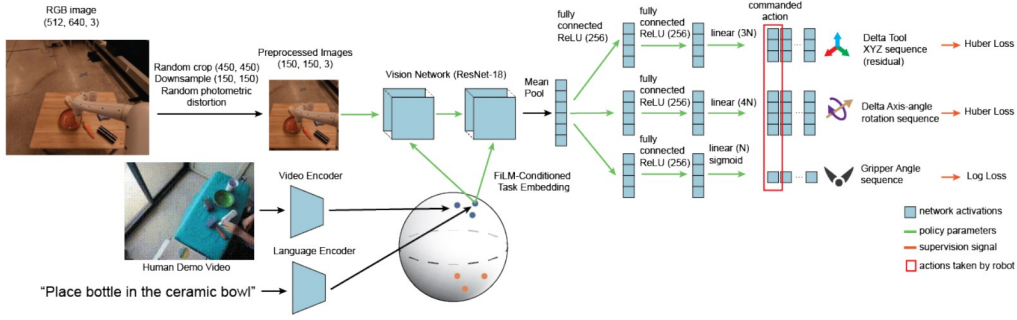 RGB image
(512, 640, 3)
Random crop (450, 450)
Downsample (150, 150)
Random photometric
distortion
Preprocessed Images
(150, 150, 3)
Vision Network (ResNet-18)
Mean
Pool
fully
connected
ReLU (256)
fully
connected
ReLU (256)
linear (3N)
commanded
action
Delta Tool
XYZ sequence
(residual)
Huber Loss
fully
connected
ReLU (256)
linear (4N)
Delta Axis-angle
rotation sequence
Huber Loss
fully
connected
ReLU (256)
linear (N)
sigmoid
Gripper Angle
sequence
Log Loss
FiLM-Conditioned
Task Embedding
Video Encoder
Human Demo Video
Language Encoder
“Place bottle in the ceramic bowl”
network activations
policy parameters
supervision signal
actions taken by robot